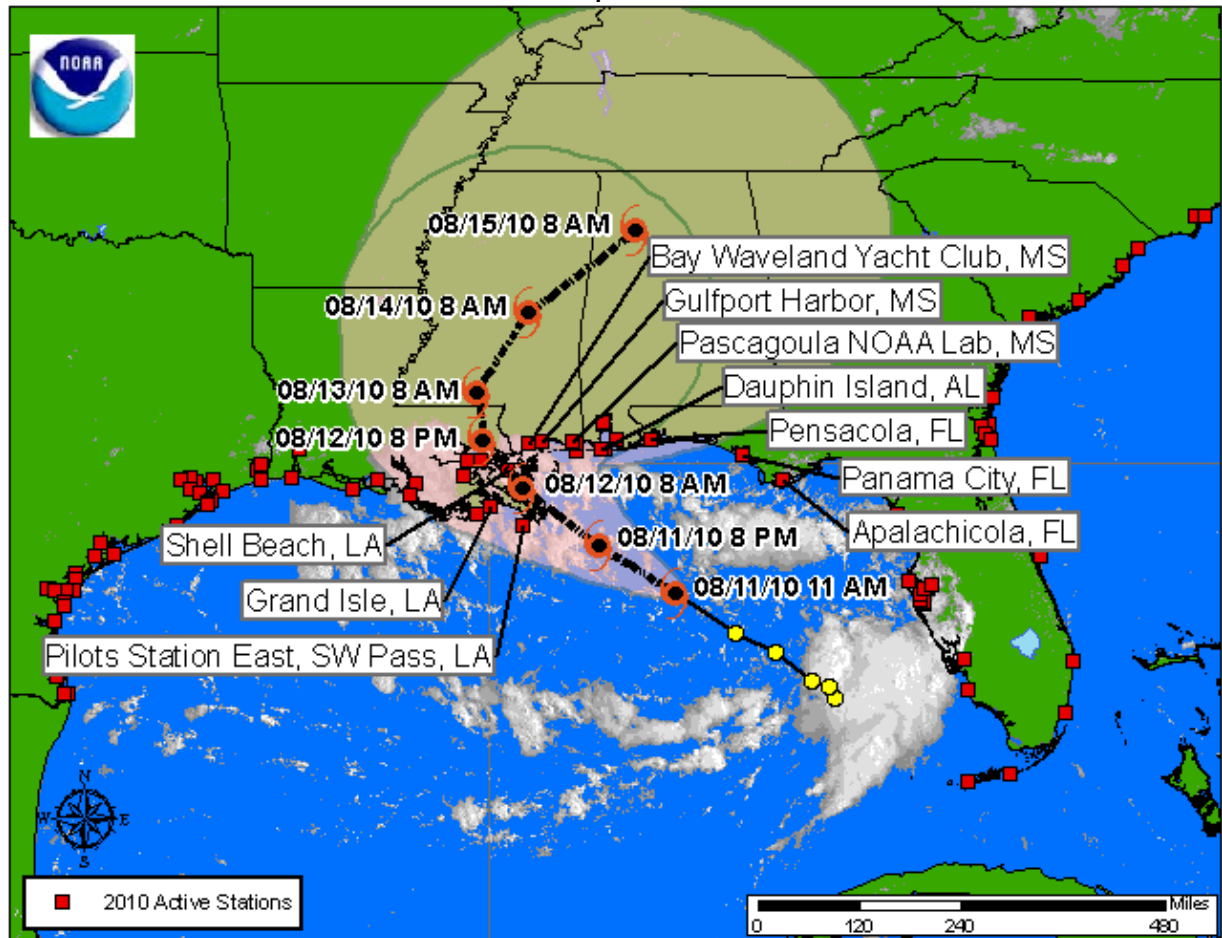 NOAA
08/15/10 8 AM
Bay Waveland Yacht Club, MS
Gulfport Harbor, MS
08/14/10 8 AM
Pascagoula NOAA Lab, MS
Dauphin Island, AL
08/13/10 8 AM
Pensacola, FL
08/12/10 8 PM
Panama City, FL
08/12/10 8 AM
Apalachicola, FL
Shell Beach, LA
08/11/10 8 PM
08/11/10 11 AM
Grand Isle, LA
Pilots Station East, SW Pass, LA
N
W E
S
2010 Active Stations
Miles
0 120 240 480